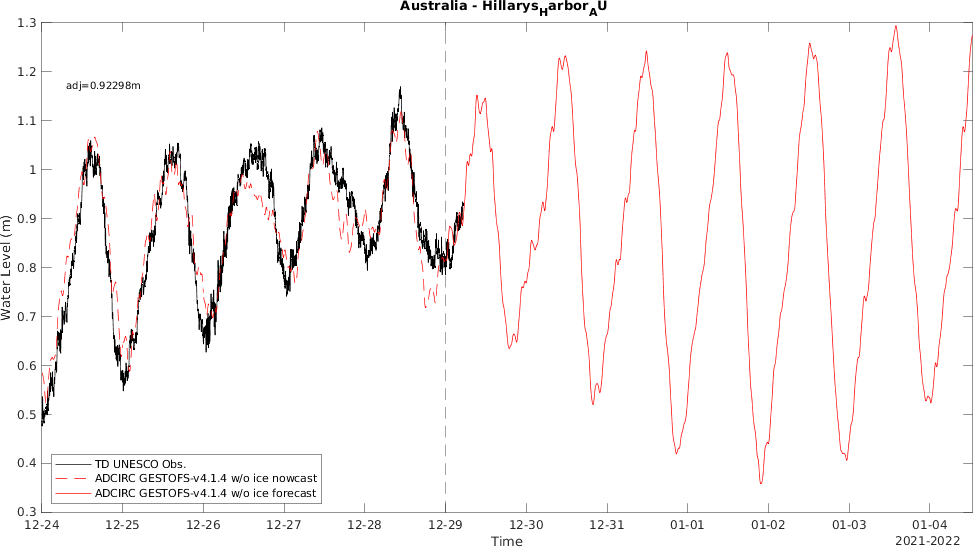 Australia - Hillarys_Harbor_AU
adj=0.92298m
Water Level (m)
1.3
1.2
1.1
1
0.9
0.8
0.7
0.6
0.5
0.4
0.3
TD UNESCO Obs.
ADCIRC GESTOFS-v4.1.4 w/o ice nowcast
ADCIRC GESTOFS-v4.1.4 w/o ice forecast
12-24 12-25 12-26 12-27 12-28 12-29 12-30 12-31 01-01 01-02 01-03 01-04
Time
2021-2022